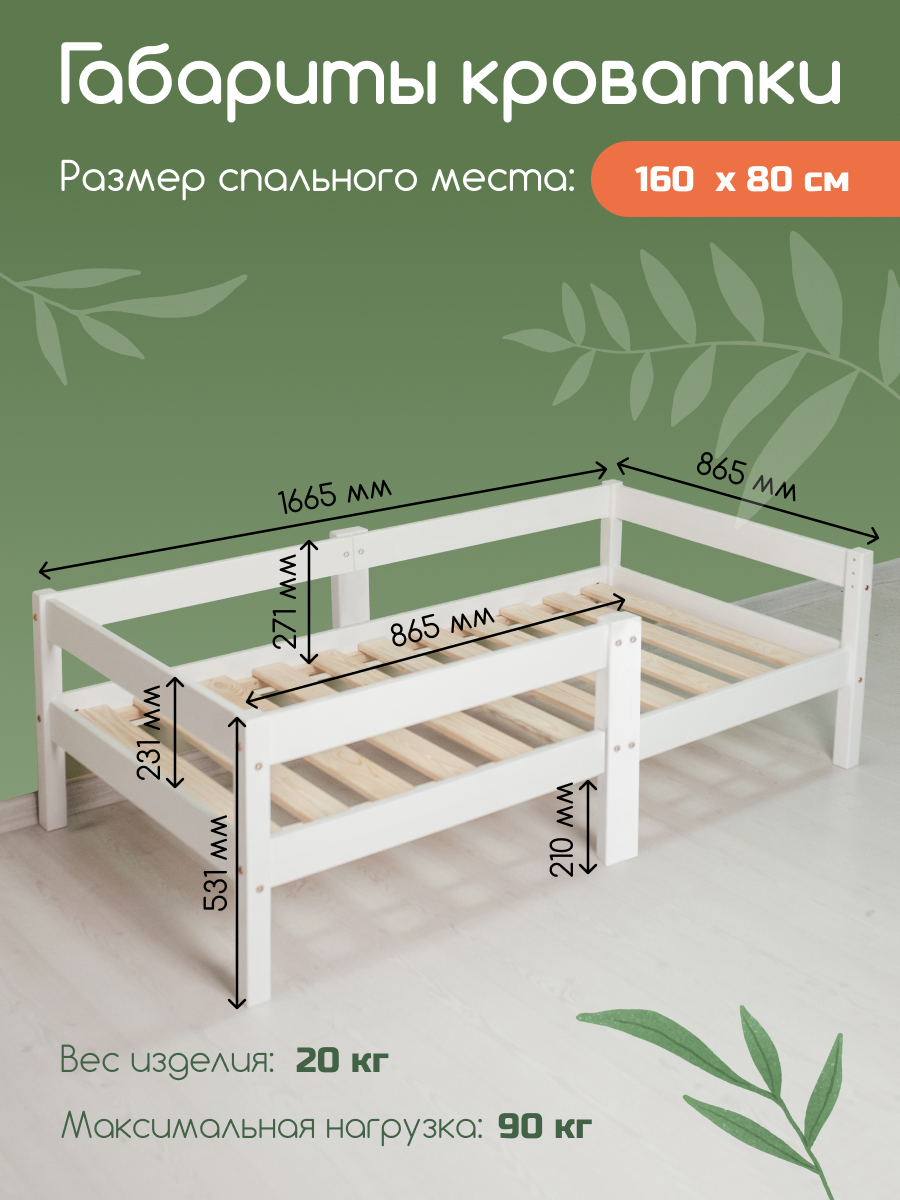 Габариты кроватки
Размер спального места: 160 x 80 см
1665 мм
865 мм
271 мм
865 мм
231 мм
531 мм
210 мм
Вес изделия: 20 кг
Максимальная нагрузка: 90 кг